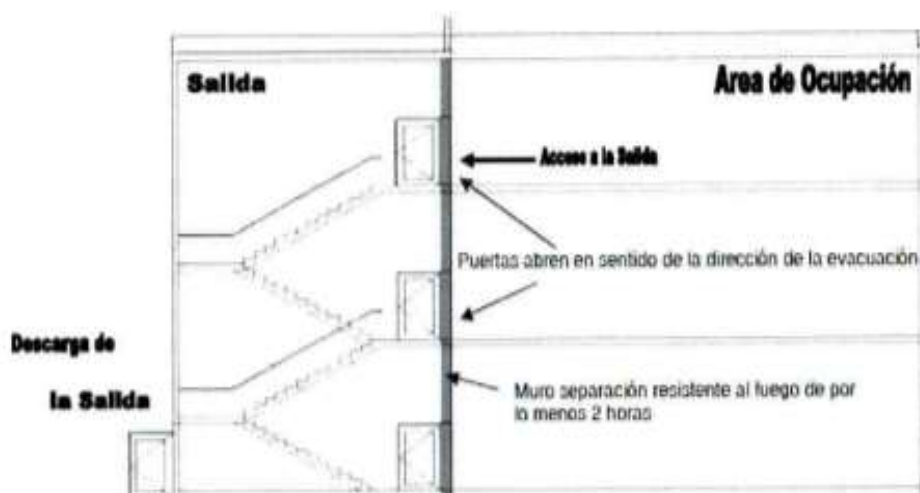 Salida
Area de Ocupación
Acceso a la Salida
Puertas abren en sentido de la dirección de la evacuación
Descarga de
la Salida
Muro separación resistente al fuego de por
lo menos 2 horas